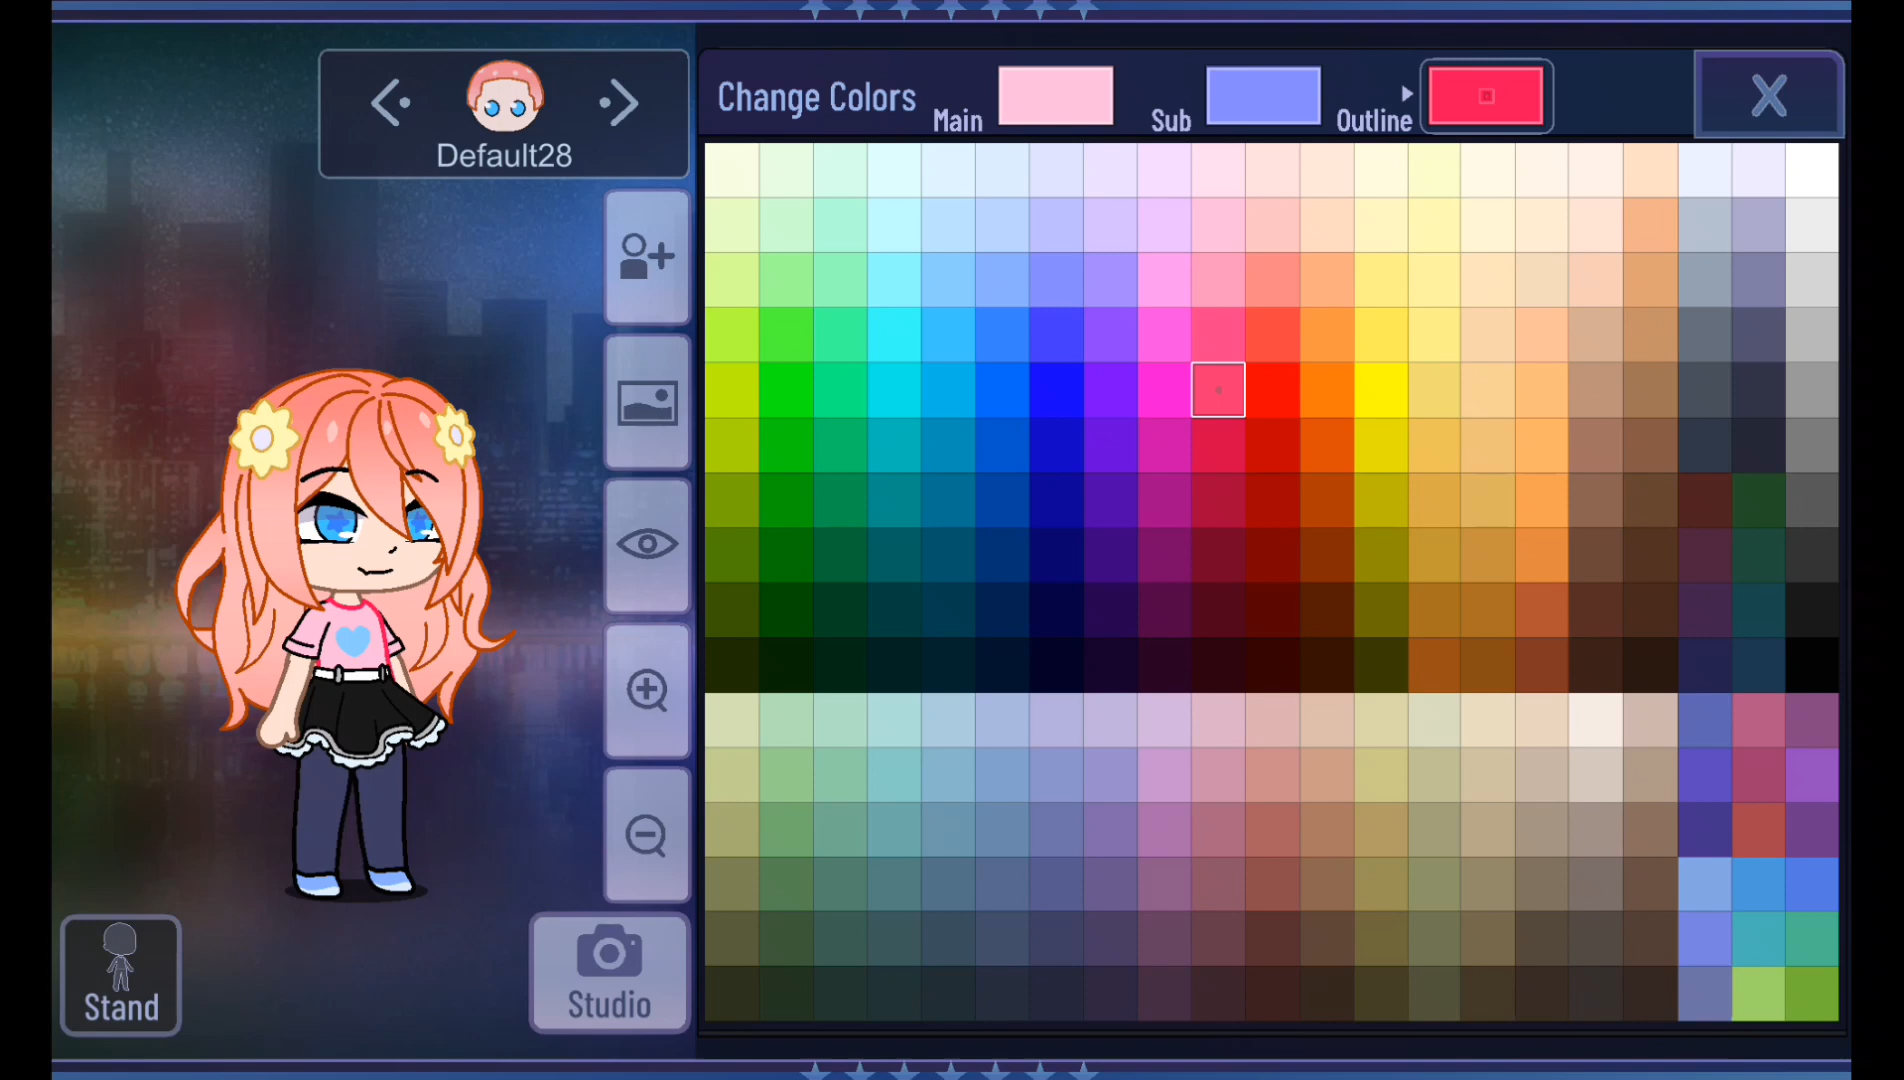 Change Colors
Main
Sub
Outline
X
Default28
Stand
Studio